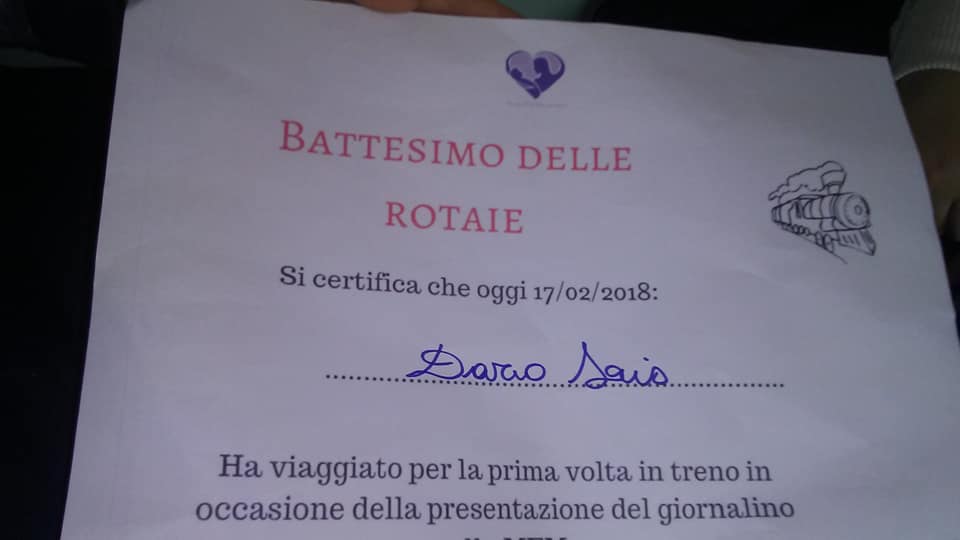 BATTESIMO DELLE
ROTAIE
Si certifica che oggi 17/02/2018:
Dario Sais
Ha viaggiato per la prima volta in treno in
occasione della presentazione del giornalino